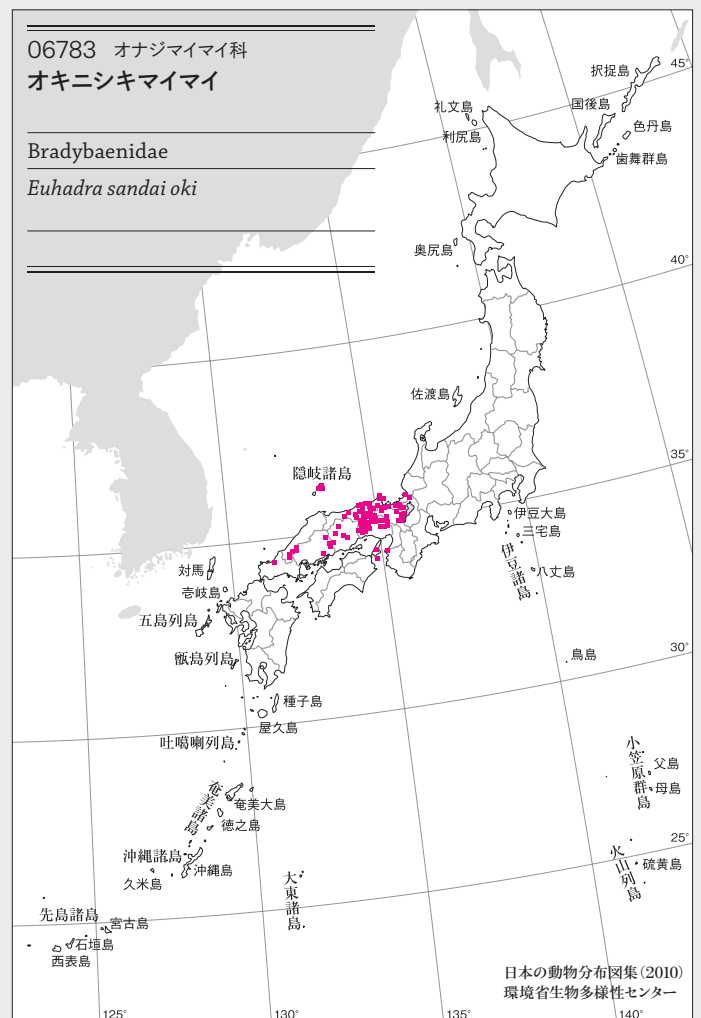 06783 オナジマイマイ科
オキニシキマイマイ
Bradybaenidae
Euhadra sandai oki
45°
択捉島
国後島
礼文島
色丹島
利尻島
歯舞群島
奥尻島
40°
佐渡島
35°
隠岐諸島
伊豆大島
三宅島
伊豆諸島
八丈島
対馬
壱岐島
五島列島
甑島列島
鳥島
30°
種子島
屋久島
吐噶喇列島
小笠原群島
父島
母島
奄美諸島
奄美大島
徳之島
25°
沖縄諸島
沖縄島
久米島
火山列島
硫黄島
大東諸島
先島諸島
宮古島
石垣島
西表島
日本の動物分布図集(2010)
環境省生物多様性センター
125°
130°
135°
140°